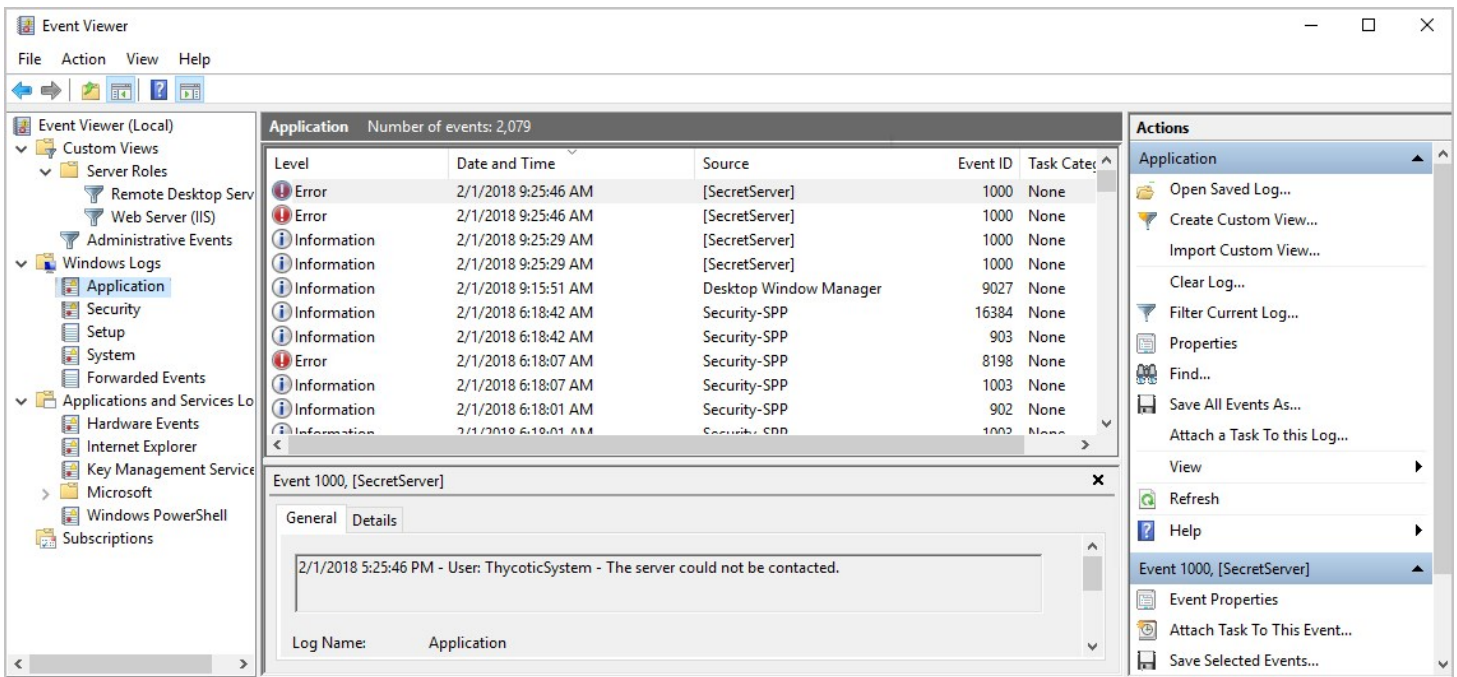 Event Viewer
File Action View Help
Event Viewer (Local)
Custom Views
Server Roles
Remote Desktop Serv
Web Server (IIS)
Administrative Events
Windows Logs
Application
Security
Setup
System
Forwarded Events
Applications and Services Lo
Hardware Events
Internet Explorer
Key Management Service
Microsoft
Windows PowerShell
Subscriptions
Application Number of events: 2,079
Level Date and Time Source Event ID Task Categ
Error 2/1/2018 9:25:46 AM [SecretServer] 1000 None
Error 2/1/2018 9:25:46 AM [SecretServer] 1000 None
Information 2/1/2018 9:25:29 AM [SecretServer] 1000 None
Information 2/1/2018 9:25:29 AM [SecretServer] 1000 None
Information 2/1/2018 9:15:51 AM Desktop Window Manager 9027 None
Information 2/1/2018 6:18:42 AM Security-SPP 16384 None
Information 2/1/2018 6:18:42 AM Security-SPP 903 None
Error 2/1/2018 6:18:07 AM Security-SPP 8198 None
Information 2/1/2018 6:18:07 AM Security-SPP 1003 None
Information 2/1/2018 6:18:01 AM Security-SPP 902 None
Information 2/1/2018 6:18:01 AM Security-SPP 1003 None
Event 1000, [SecretServer]
General Details
2/1/2018 5:25:46 PM - User: ThycoticSystem - The server could not be contacted.
Log Name: Application
Actions
Application
Open Saved Log...
Create Custom View...
Import Custom View...
Clear Log...
Filter Current Log...
Properties
Find...
Save All Events As...
Attach a Task To this Log...
View
Refresh
Help
Event 1000, [SecretServer]
Event Properties
Attach Task To This Event...
Save Selected Events...